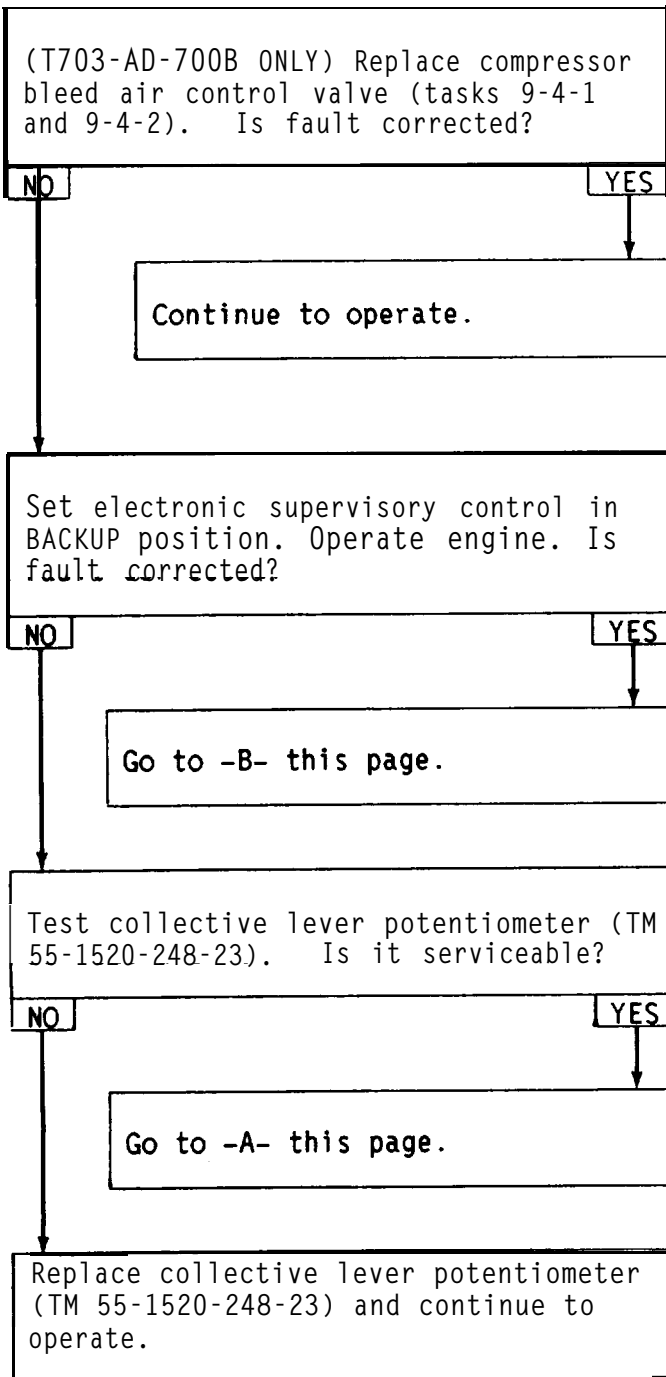 (T703-AD-700B ONLY) Replace compressor
bleed air control valve (tasks 9-4-1
and 9-4-2). Is fault corrected?
NO
YES
Continue to operate.
Set electronic supervisory control in
BACKUP position. Operate engine. Is
fault corrected?
NO
YES
Go to -B- this page.
Test collective lever potentiometer (TM
55-1520-248-23). Is it serviceable?
NO
YES
Go to -A- this page.
Replace collective lever potentiometer
(TM 55-1520-248-23) and continue to
operate.